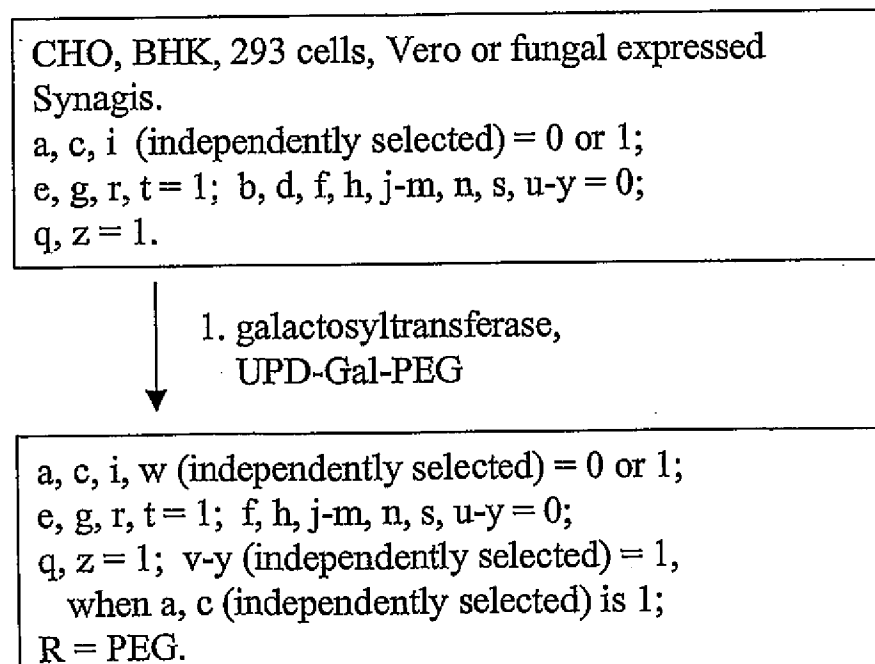 CHO, BHK, 293 cells, Vero or fungal expressed
Synagis.
a, c, i (independently selected) = 0 or 1;
e, g, r, t = 1; b, d, f, h, j-m, n, s, u-y = 0;
q, z = 1.
1. galactosyltransferase,
UPD-Gal-PEG
a, c, i, w (independently selected) = 0 or 1;
e, g, r, t = 1; f, h, j-m, n, s, u-y = 0;
q, z = 1; v-y (independently selected) = 1,
when a, c (independently selected) is 1;
R = PEG.